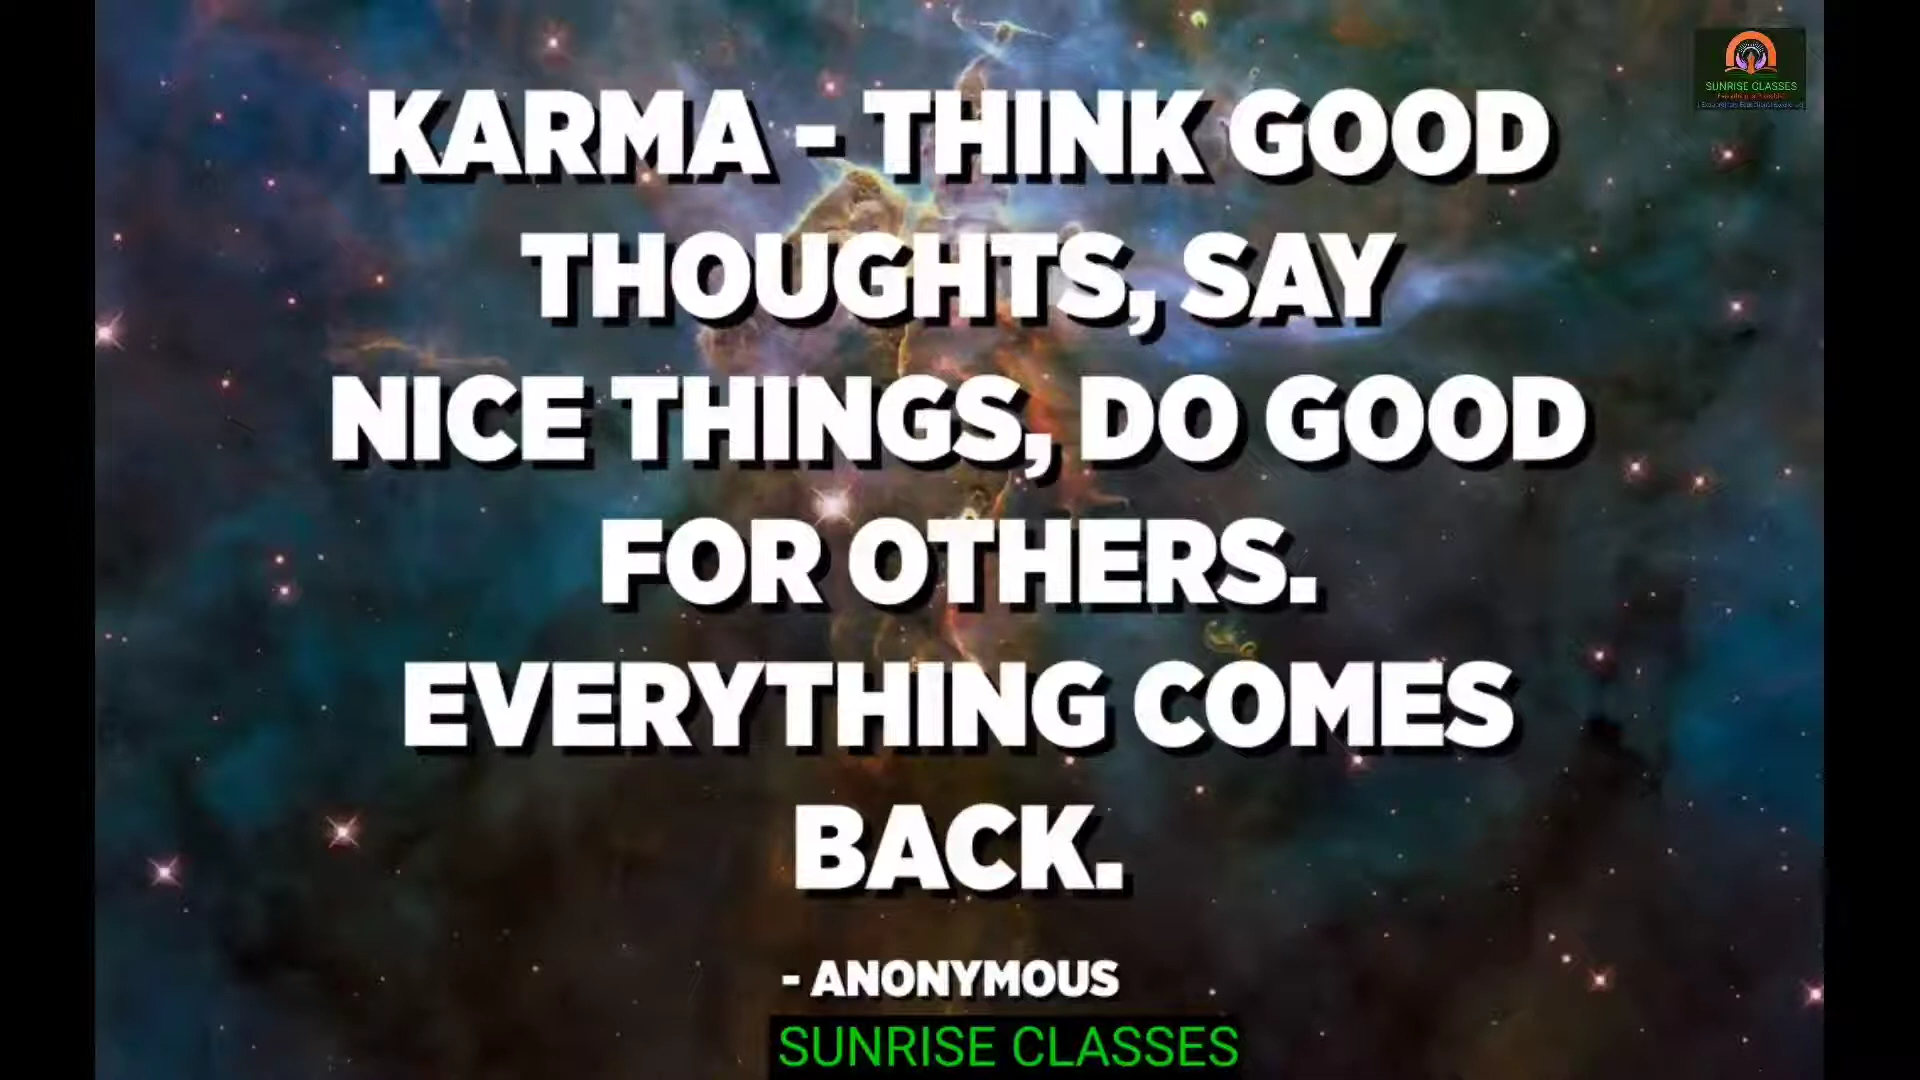 SUNRISE CLASSES
KARMA - THINK GOOD
THOUGHTS, SAY
NICE THINGS, DO GOOD
FOR OTHERS.
EVERYTHING COMES
BACK.
- ANONYMOUS
SUNRISE CLASSES